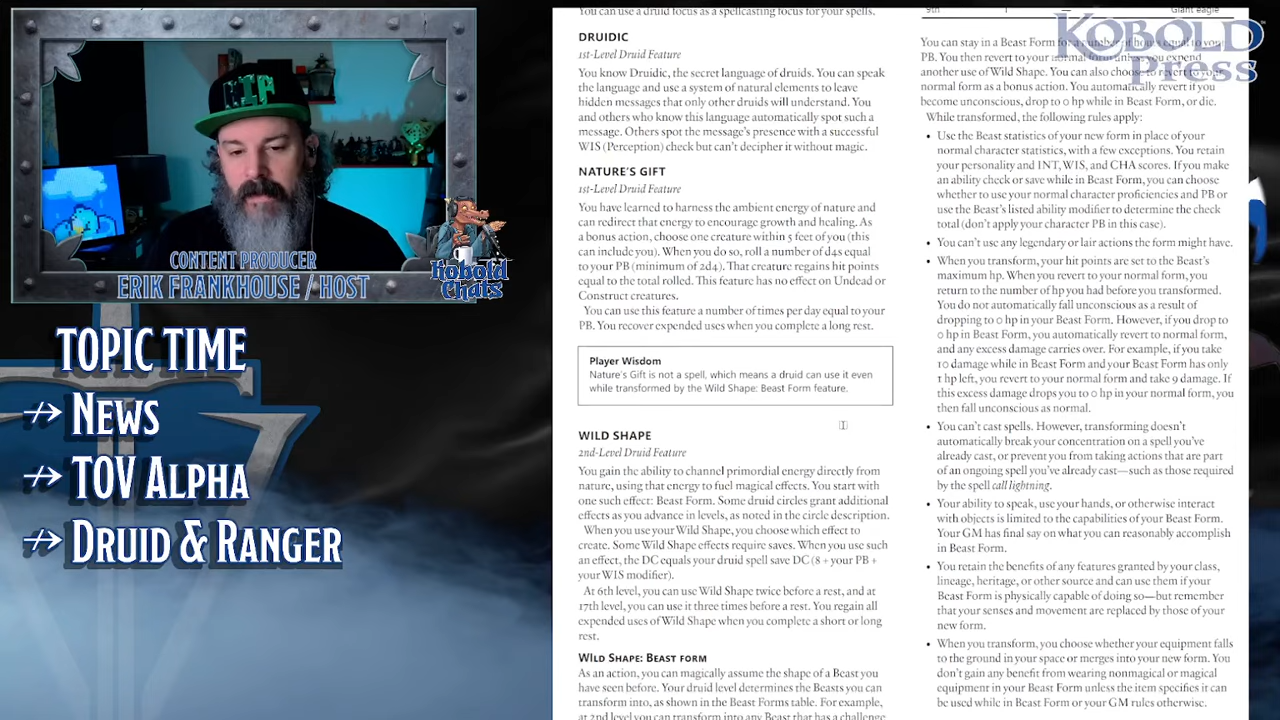 HIF
CONTENT PRODUCER
ERIK FRANKHOUSE / HOST
Kobold
Chats
TOPIC TIME
News
TOV Alpha
Druid & Ranger
You can use a druid focus as a spellcasting focus for your spells.
DRUIDIC
1st-Level Druid Feature
You know Druidic, the secret language of druids. You can speak
the language and use a system of natural elements to leave
hidden messages that only other druids will understand. You
and others who know this language automatically spot such a
message. Others spot the message's presence with a successful
WIS (Perception) check but can't decipher it without magic.
NATURE'S GIFT
1st-Level Druid Feature
You have learned to harness the ambient energy of nature and
can redirect that energy to encourage growth and healing. As
a bonus action, choose one creature within 5 feet of you (this
can include you). When you do so, roll a number of d4s equal
to your PB (minimum of 2d4). That creature regains hit points
equal to the total rolled. This feature has no effect on Undead or
Construct creatures.
You can use this feature a number of times per day equal to your
PB. You recover expended uses when you complete a long rest.
Player Wisdom
Nature's Gift is not a spell, which means a druid can use it even
while transformed by the Wild Shape: Beast Form feature.
WILD SHAPE
2nd-Level Druid Feature
You gain the ability to channel primordial energy directly from
nature, using that energy to fuel magical effects. You start with
one such effect: Beast Form. Some druid circles grant additional
effects as you advance in levels, as noted in the circle description.
When you use your Wild Shape, you choose which effect to
create. Some Wild Shape effects require saves. When you use such
an effect, the DC equals your druid spell save DC (8 + your PB +
your WIS modifier).
At 6th level, you can use Wild Shape twice before a rest, and at
17th level, you can use it three times before a rest. You regain all
expended uses of Wild Shape when you complete a short or long
rest.
Wild Shape: Beast Form
As an action, you can magically assume the shape of a Beast you
have seen before. Your druid level determines the Beasts you can
transform into, as shown in the Beast Forms table. For example,
at 2nd level you can transform into any Beast that has a challenge
9th 1 — Giant eagle
KOBOLD
Press
You can stay in a Beast Form for a number of hours equal to your
PB. You then revert to your normal form unless you expend
another use of Wild Shape. You can also choose to revert to your
normal form as a bonus action. You automatically revert if you
become unconscious, drop to 0 hp while in Beast Form, or die.
While transformed, the following rules apply:
• Use the Beast statistics of your new form in place of your
normal character statistics, with a few exceptions. You retain
your personality and INT, WIS, and CHA scores. If you make
an ability check or save while in Beast Form, you can choose
whether to use your normal character proficiencies and PB or
use the Beast's listed ability modifier to determine the check
total (don't apply your character PB in this case).
• You can't use any legendary or lair actions the form might have.
• When you transform, your hit points are set to the Beast's
maximum hp. When you revert to your normal form, you
return to the number of hp you had before you transformed.
You do not automatically fall unconscious as a result of
dropping to 0 hp in your Beast Form. However, if you drop to
0 hp in Beast Form, you automatically revert to normal form,
and any excess damage carries over. For example, if you take
10 damage while in Beast Form and your Beast Form has only
1 hp left, you revert to your normal form and take 9 damage. If
this excess damage drops you to 0 hp in your normal form, you
then fall unconscious as normal.
• You can't cast spells. However, transforming doesn't
automatically break your concentration on a spell you've
already cast, or prevent you from taking actions that are part
of an ongoing spell you've already cast—such as those required
by the spell call lightning.
• Your ability to speak, use your hands, or otherwise interact
with objects is limited to the capabilities of your Beast Form.
Your GM has final say on what you can reasonably accomplish
in Beast Form.
• You retain the benefits of any features granted by your class,
lineage, heritage, or other source and can use them if your
Beast Form is physically capable of doing so—but remember
that your senses and movement are replaced by those of your
new form.
• When you transform, you choose whether your equipment falls
to the ground in your space or merges into your new form. You
don't gain any benefit from wearing nonmagical or magical
equipment in your Beast Form unless the item specifies it can
be used while in Beast Form or your GM rules otherwise.